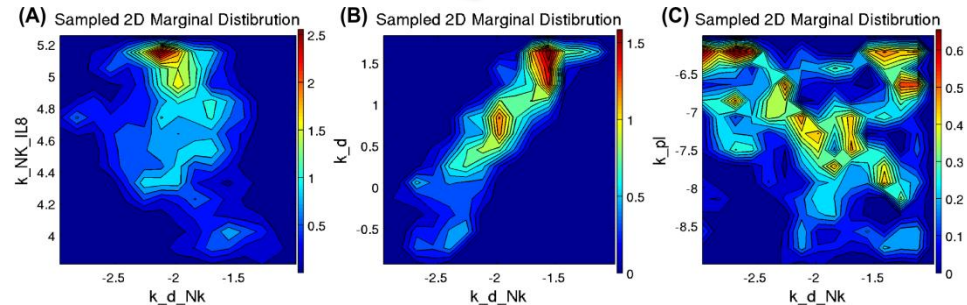 (A) Sampled 2D Marginal Distibrution
5.2
5
4.8
4.6
4.4
4.2
4
k_NK_IL8
-2.5 -2 -1.5
k_d_Nk
2.5
2
1.5
1
0.5
(B) Sampled 2D Marginal Distibrution
1.5
1
0.5
0
-0.5
k_d
-2.5 -2 -1.5
k_d_Nk
1.5
1
0.5
0
(C) Sampled 2D Marginal Distibrution
-6.5
-7
-7.5
-8
-8.5
k_pl
-2.5 -2 -1.5
k_d_Nk
0.6
0.5
0.4
0.3
0.2
0.1
0